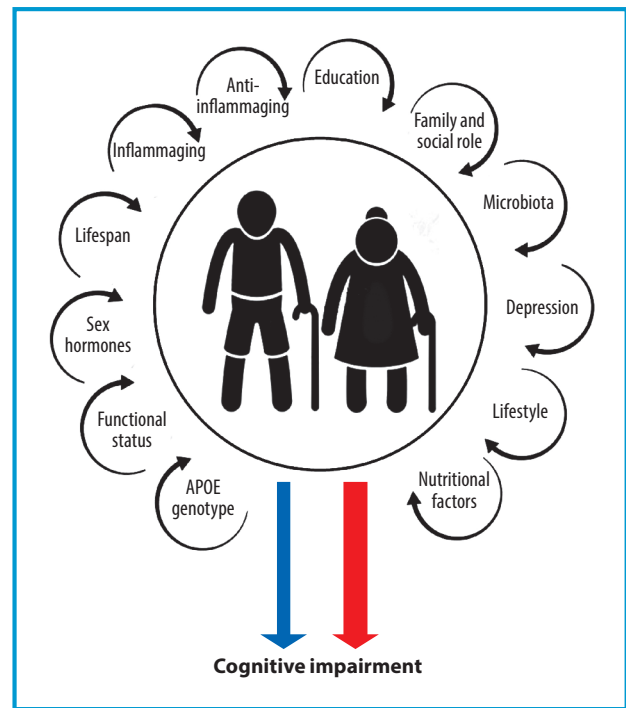 Education
Anti-
inflammaging
Family and
social role
Inflammaging
Microbiota
Lifespan
Depression
Sex
hormones
Lifestyle
Functional
status
APOE
genotype
Nutritional
factors
Cognitive impairment